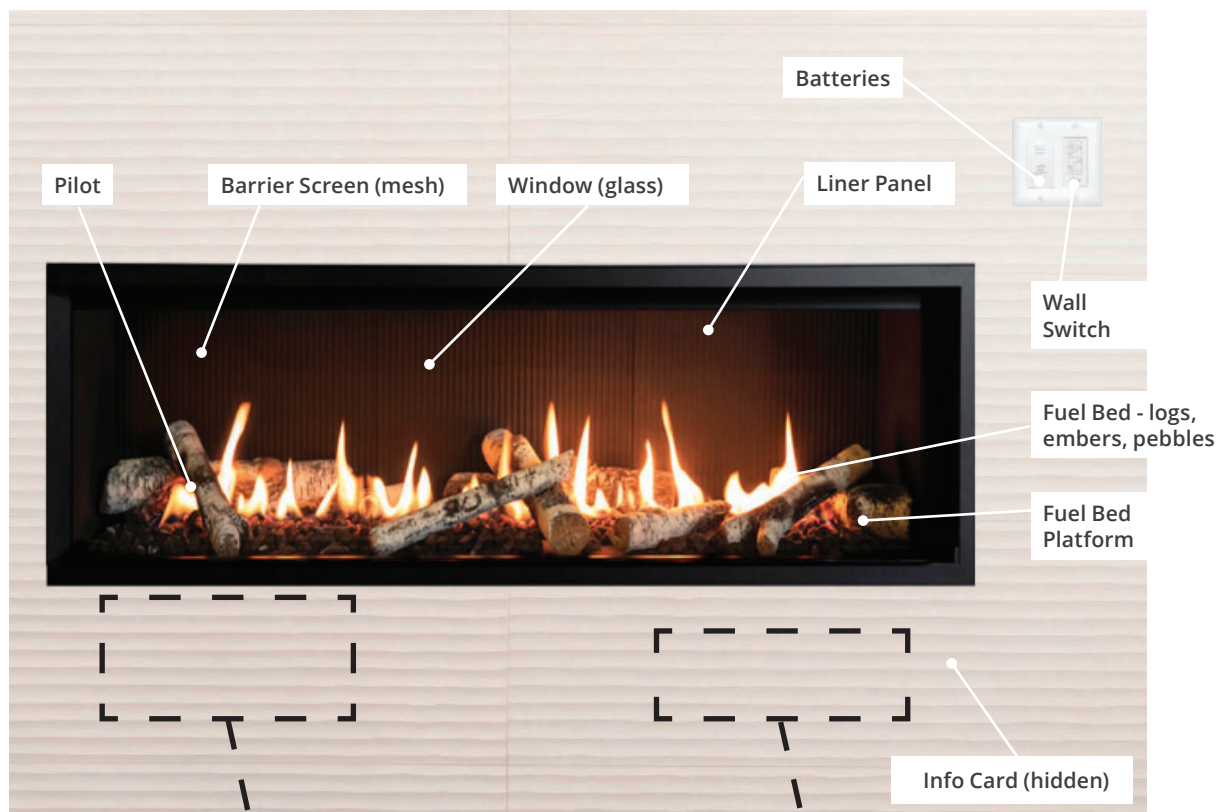 Batteries
Pilot
Barrier Screen (mesh)
Window (glass)
Liner Panel
Wall
Switch
Fuel Bed - logs,
embers, pebbles
Fuel Bed
Platform
Info Card (hidden)